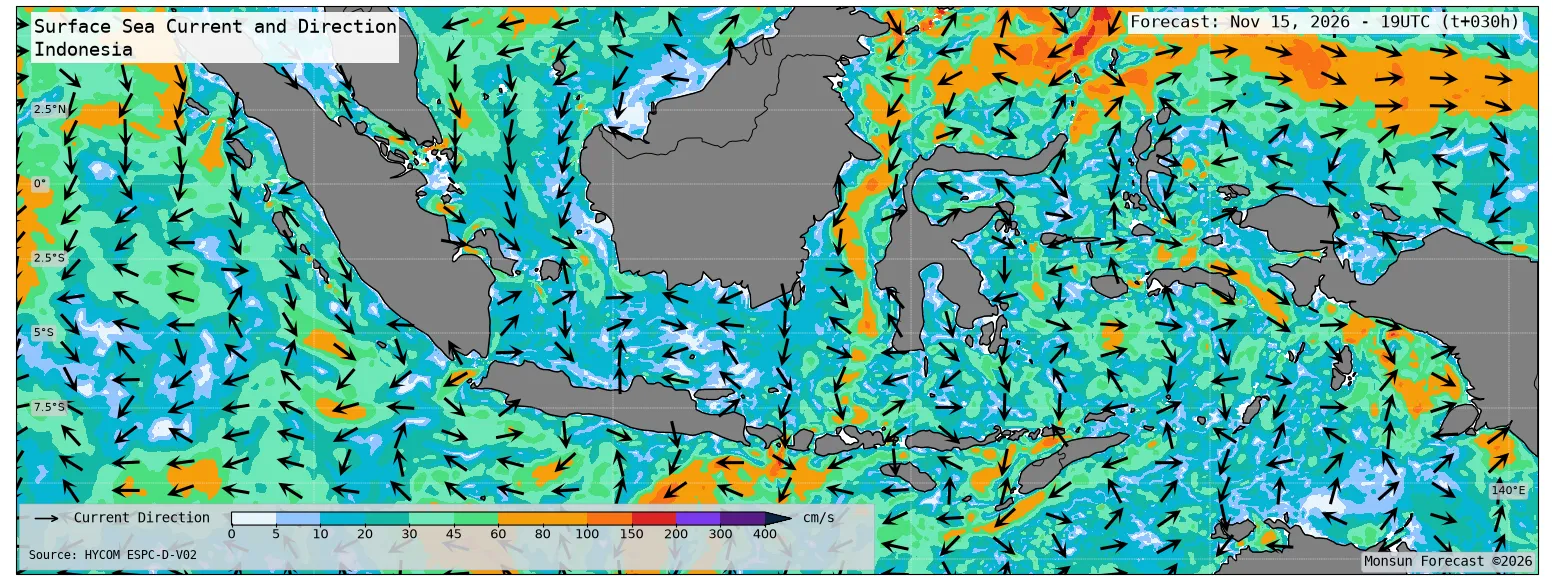 Surface Sea Current and Direction
Indonesia
Forecast: Nov 15, 2026 - 19UTC (t+030h)
2.5°N
0°
2.5°S
5°S
7.5°S
140°E
Current Direction
0 5 10 20 30 45 60 80 100 150 200 300 400 cm/s
Source: HYCOM ESPC-D-V02
Monsun Forecast ©2026